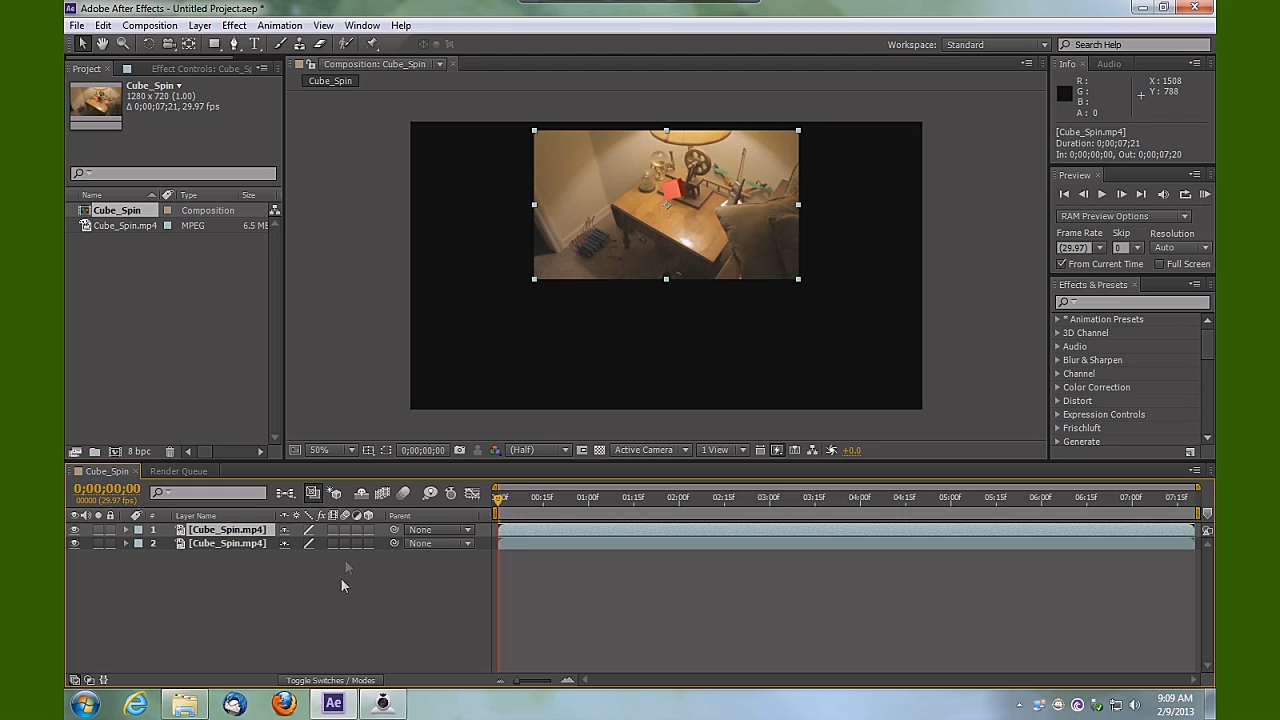 Adobe After Effects - Untitled Project.aep *
File Edit Composition Layer Effect Animation View Window Help
Workspace: Standard Search Help
Project Effect Controls: Cube_S
Composition: Cube_Spin
Info Audio
Cube_Spin
1280 x 720 (1.00)
Δ 0;00;07;21, 29.97 fps
Cube_Spin
R :
G :
B :
A : 0
X : 1508
Y : 788
[Cube_Spin.mp4]
Duration: 0;00;07;21
In: 0;00;00;00, Out: 0;00;07;20
Preview
RAM Preview Options
Frame Rate Skip Resolution
(29.97) 0 Auto
From Current Time Full Screen
Name Type Size
Cube_Spin Composition
Cube_Spin.mp4 MPEG 6.5 ME
Effects & Presets
* Animation Presets
3D Channel
Audio
Blur & Sharpen
Channel
Color Correction
Distort
Expression Controls
Frischluft
Generate
8 bpc
50% 0;00;00;00 (Half) Active Camera 1 View +0.0
Cube_Spin Render Queue
0;00;00;00
00000 (29.97 fps)
:00f 00:15f 01:00f 01:15f 02:00f 02:15f 03:00f 03:15f 04:00f 04:15f 05:00f 05:15f 06:00f 06:15f 07:00f 07:15f
# Layer Name fx Parent
1 [Cube_Spin.mp4] None
2 [Cube_Spin.mp4] None
Toggle Switches / Modes
Ae
9:09 AM
2/9/2013